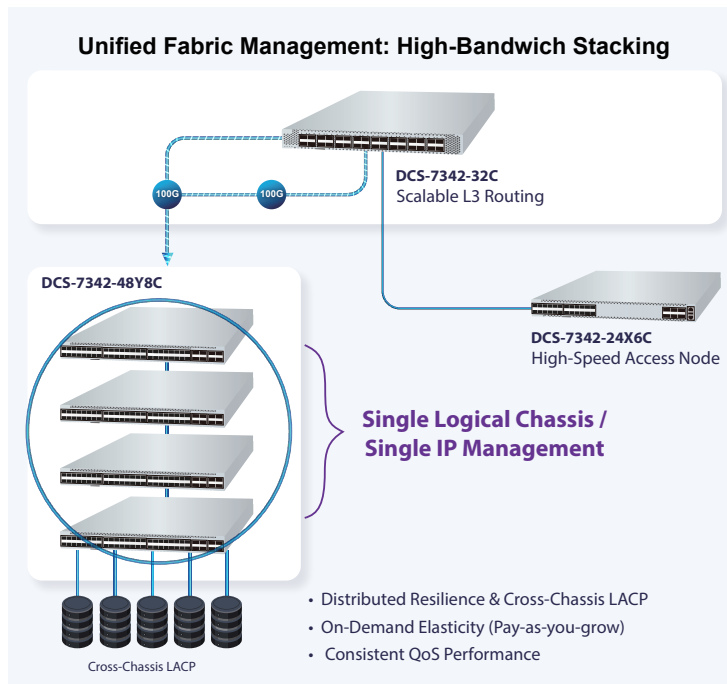 Unified Fabric Management: High-Bandwich Stacking
DCS-7342-32C
Scalable L3 Routing
100G
100G
DCS-7342-48Y8C
DCS-7342-24X6C
High-Speed Access Node
Single Logical Chassis /
Single IP Management
• Distributed Resilience & Cross-Chassis LACP
• On-Demand Elasticity (Pay-as-you-grow)
• Consistent QoS Performance
Cross-Chassis LACP